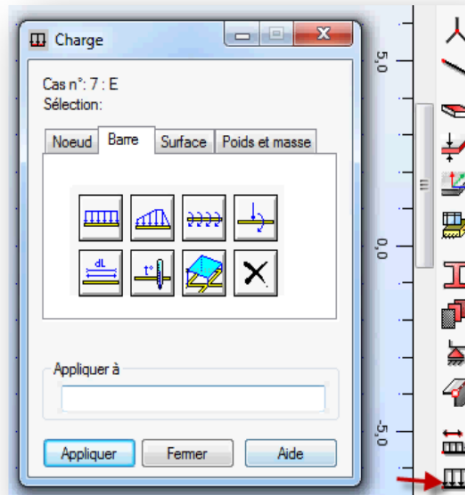 Charge
Cas n°: 7 : E
Sélection:
Noeud Barre Surface Poids et masse
dL
t°
Appliquer à
Appliquer Fermer Aide
5,0
0,0
-5,0